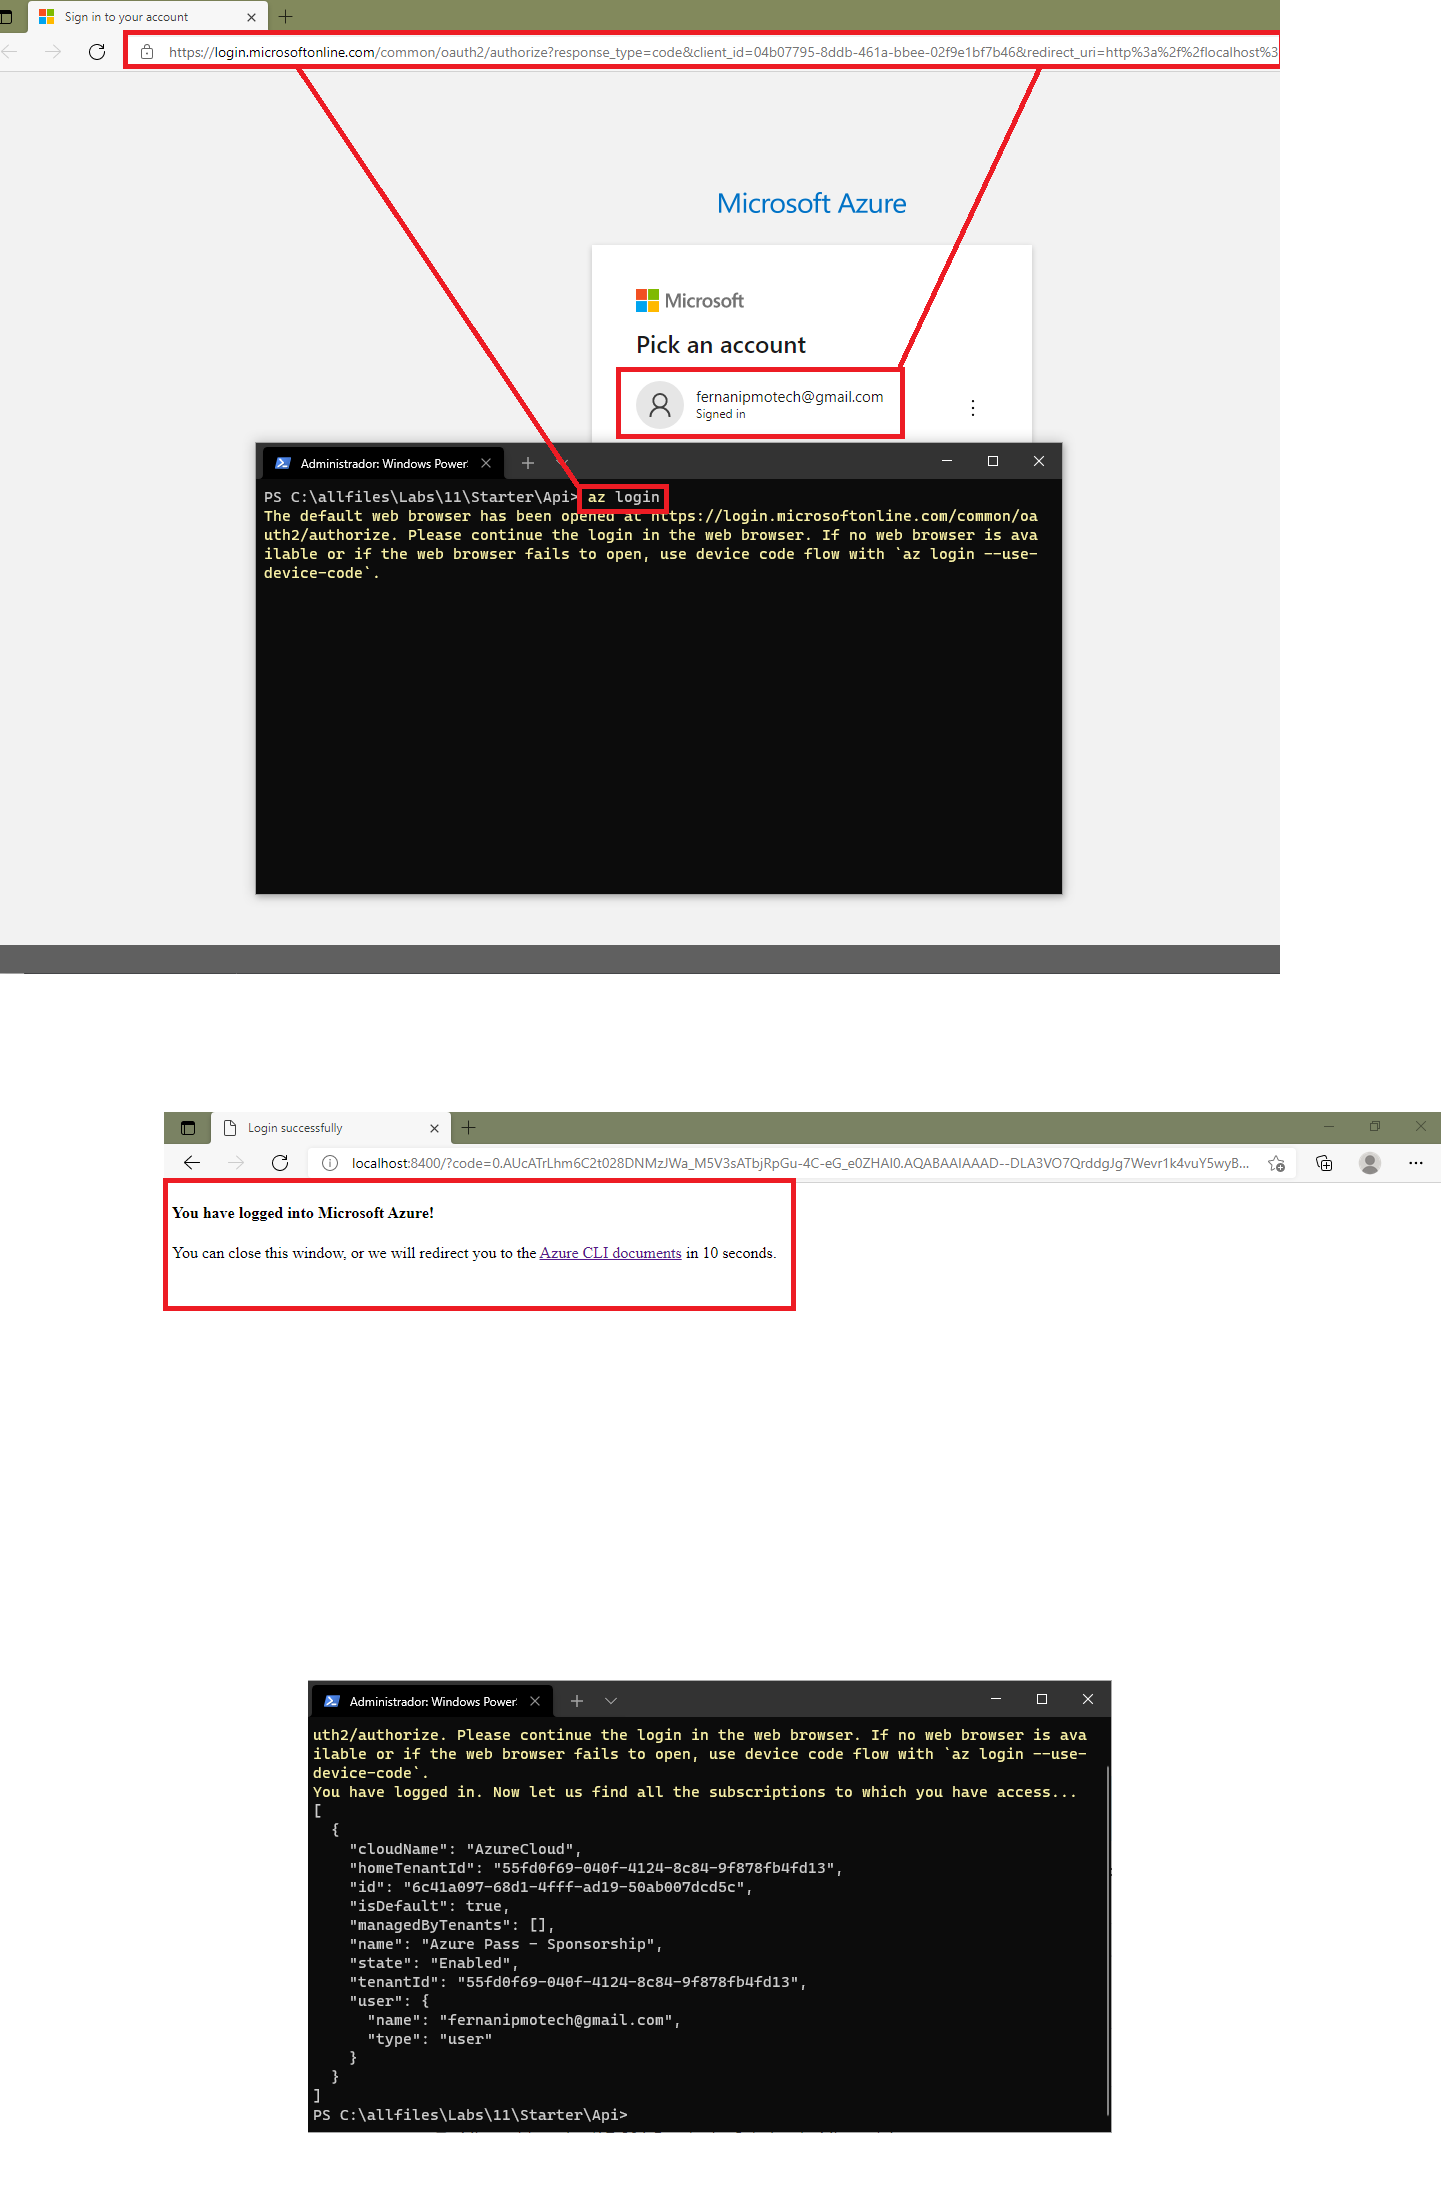 Sign in to your account
https://login.microsoftonline.com/common/oauth2/authorize?response_type=code&client_id=04b07795-8ddb-461a-bbee-02f9e1bf7b46&redirect_uri=http%3a%2f%2flocalhost%3
Microsoft Azure
Microsoft
Pick an account
fernanipmotech@gmail.com
Signed in
Administrador: Windows Power
PS C:\allfiles\Labs\11\Starter\Api> az login
The default web browser has been opened at https://login.microsoftonline.com/common/oa
uth2/authorize. Please continue the login in the web browser. If no web browser is ava
ilable or if the web browser fails to open, use device code flow with `az login --use-
device-code`.
Login successfully
localhost:8400/?code=0.AUcATrLhm6C2t028DNMzJWa_M5V3sATbjRpGu-4C-eG_e0ZHAI0.AQABAAIAAAD--DLA3VO7QrddgJg7Wevr1k4vuY5wyB...
You have logged into Microsoft Azure!
You can close this window, or we will redirect you to the Azure CLI documents in 10 seconds.
Administrador: Windows Power
uth2/authorize. Please continue the login in the web browser. If no web browser is ava
ilable or if the web browser fails to open, use device code flow with `az login --use-
device-code`.
You have logged in. Now let us find all the subscriptions to which you have access...
[
{
"cloudName": "AzureCloud",
"homeTenantId": "55fd0f69-040f-4124-8c84-9f878fb4fd13",
"id": "6c41a097-68d1-4fff-ad19-50ab007dcd5c",
"isDefault": true,
"managedByTenants": [],
"name": "Azure Pass - Sponsorship",
"state": "Enabled",
"tenantId": "55fd0f69-040f-4124-8c84-9f878fb4fd13",
"user": {
"name": "fernanipmotech@gmail.com",
"type": "user"
}
}
]
PS C:\allfiles\Labs\11\Starter\Api>